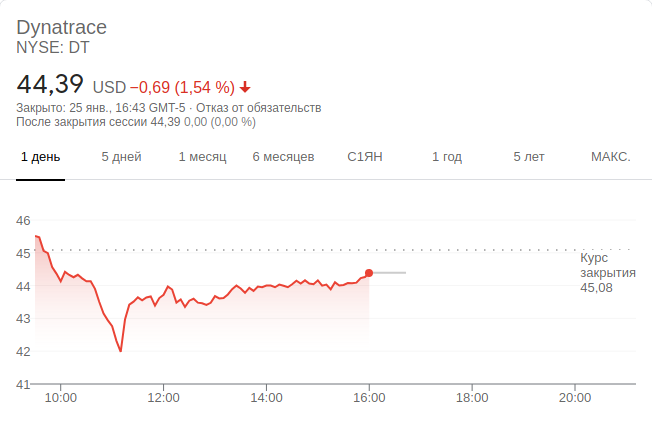 Dynatrace
NYSE: DT
44,39 USD −0,69 (1,54 %)
Закрыто: 25 янв., 16:43 GMT-5 · Отказ от обязательств
После закрытия сессии 44,39 0,00 (0,00 %)
1 день 5 дней 1 месяц 6 месяцев С1ЯН 1 год 5 лет МАКС.
46
45
44
43
42
41
Курс
закрытия
45,08
10:00 12:00 14:00 16:00 18:00 20:00